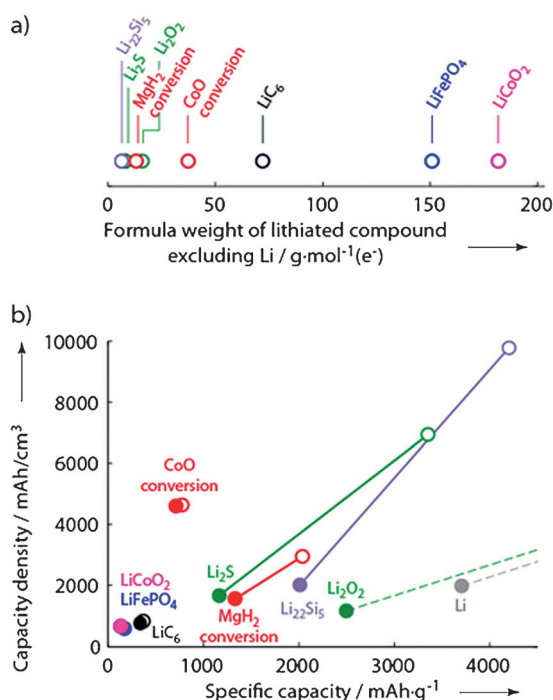 a)
Li₂₂Si₅
Li₂S
MgH₂
conversion
Li₂O₂
CoO
conversion
LiC₆
LiFePO₄
LiCoO₂
0 50 100 150 200
Formula weight of lithiated compound
excluding Li / g·mol⁻¹(e⁻)
b)
Capacity density / mAh/cm³
10000
8000
6000
4000
2000
0
CoO
conversion
LiCoO₂
LiFePO₄
LiC₆
Li₂S
MgH₂
conversion
Li₂₂Si₅
Li₂O₂
Li
0 1000 2000 3000 4000
Specific capacity / mAh·g⁻¹